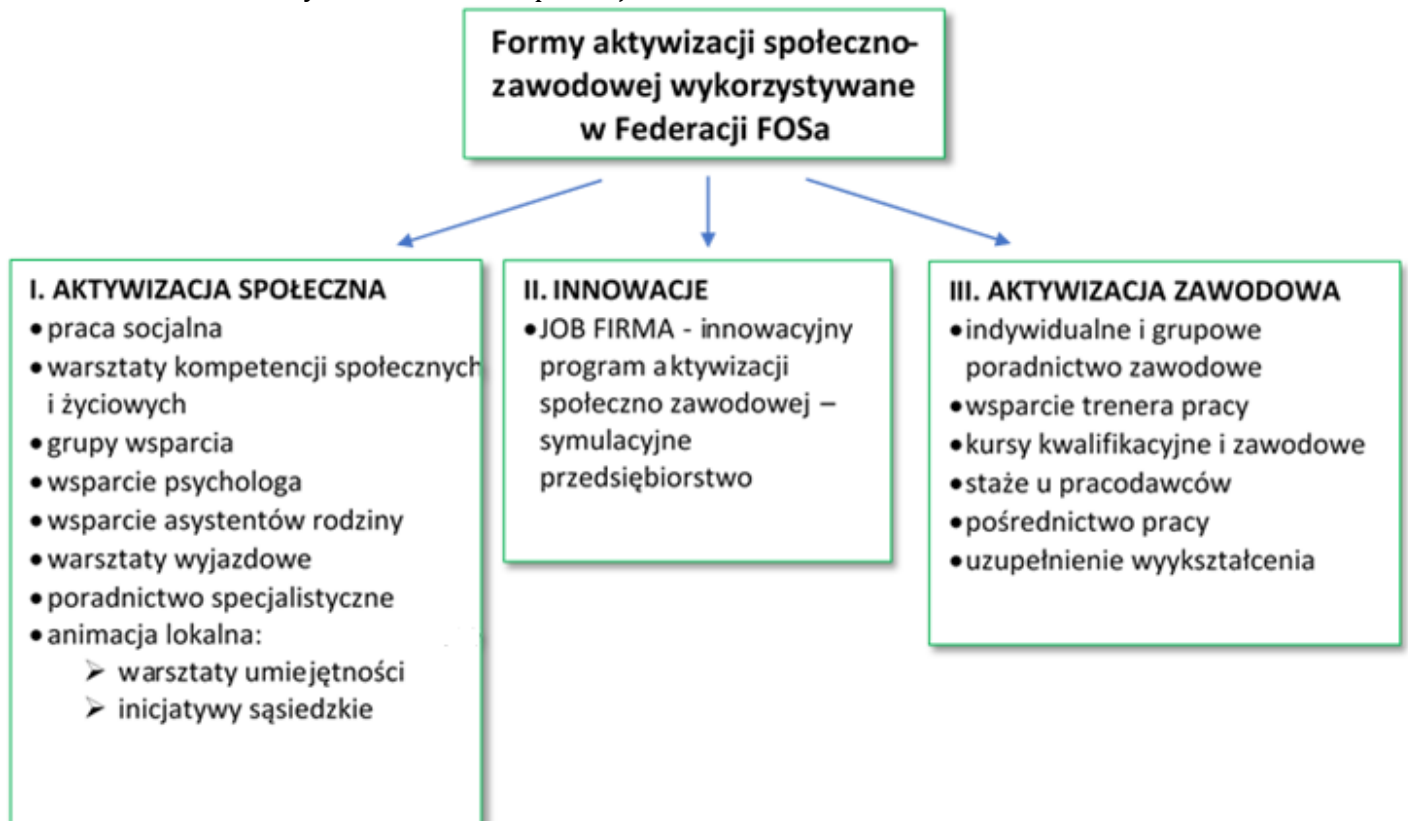 Formy aktywizacji społeczno-
zawodowej wykorzystywane
w Federacji FOSa
I. AKTYWIZACJA SPOŁECZNA
• praca socjalna
• warsztaty kompetencji społecznych
i życiowych
• grupy wsparcia
• wsparcie psychologa
• wsparcie asystentów rodziny
• warsztaty wyjazdowe
• poradnictwo specjalistyczne
• animacja lokalna:
➢ warsztaty umiejętności
➢ inicjatywy sąsiedzkie
II. INNOWACJE
• JOB FIRMA - innowacyjny
program aktywizacji
społeczno zawodowej –
symulacyjne
przedsiębiorstwo
III. AKTYWIZACJA ZAWODOWA
• indywidualne i grupowe
poradnictwo zawodowe
• wsparcie trenera pracy
• kursy kwalifikacyjne i zawodowe
• staże u pracodawców
• pośrednictwo pracy
• uzupełnienie wyykształcenia